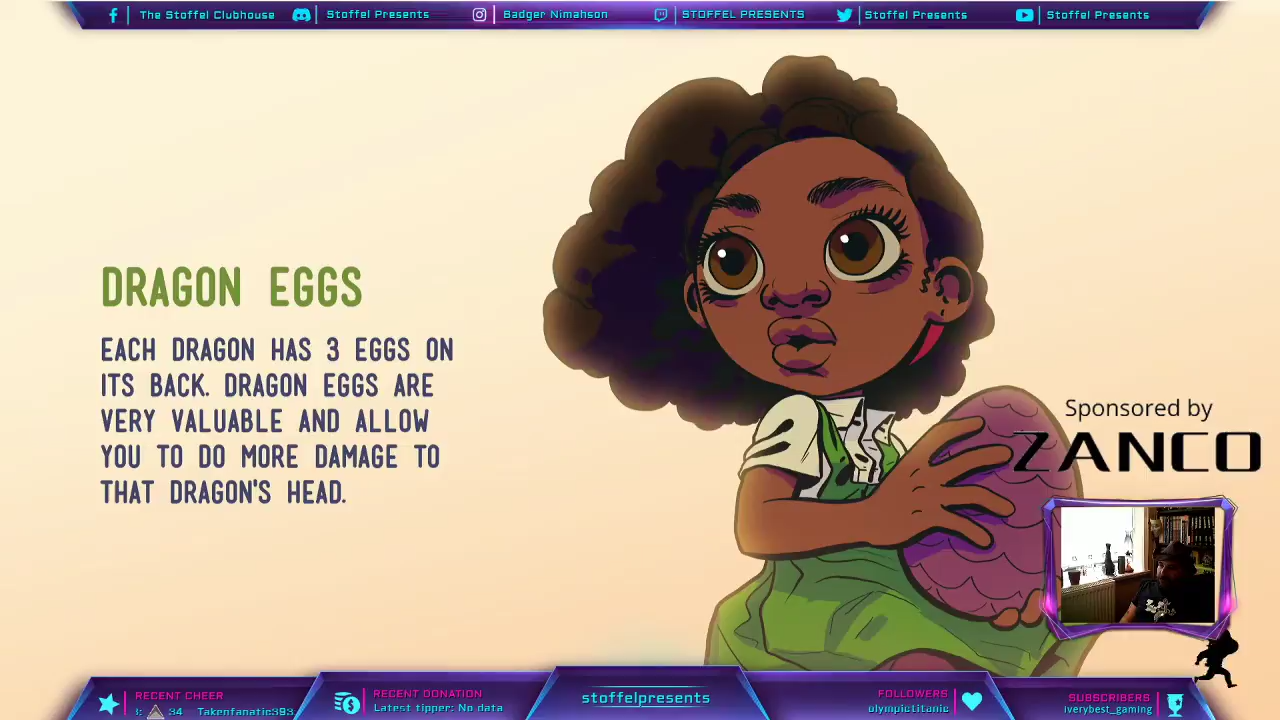 The Stoffel Clubhouse
Stoffel Presents
Badger Nimahson
STOFFEL PRESENTS
Stoffel Presents
Stoffel Presents
DRAGON EGGS
EACH DRAGON HAS 3 EGGS ON
ITS BACK. DRAGON EGGS ARE
VERY VALUABLE AND ALLOW
YOU TO DO MORE DAMAGE TO
THAT DRAGON'S HEAD.
Sponsored by
ZANCO
RECENT CHEER
34 Takenfanatic393
RECENT DONATION
Latest tipper: No data
stoffelpresents
FOLLOWERS
olympictitanic
SUBSCRIBERS
iverybest_gaming